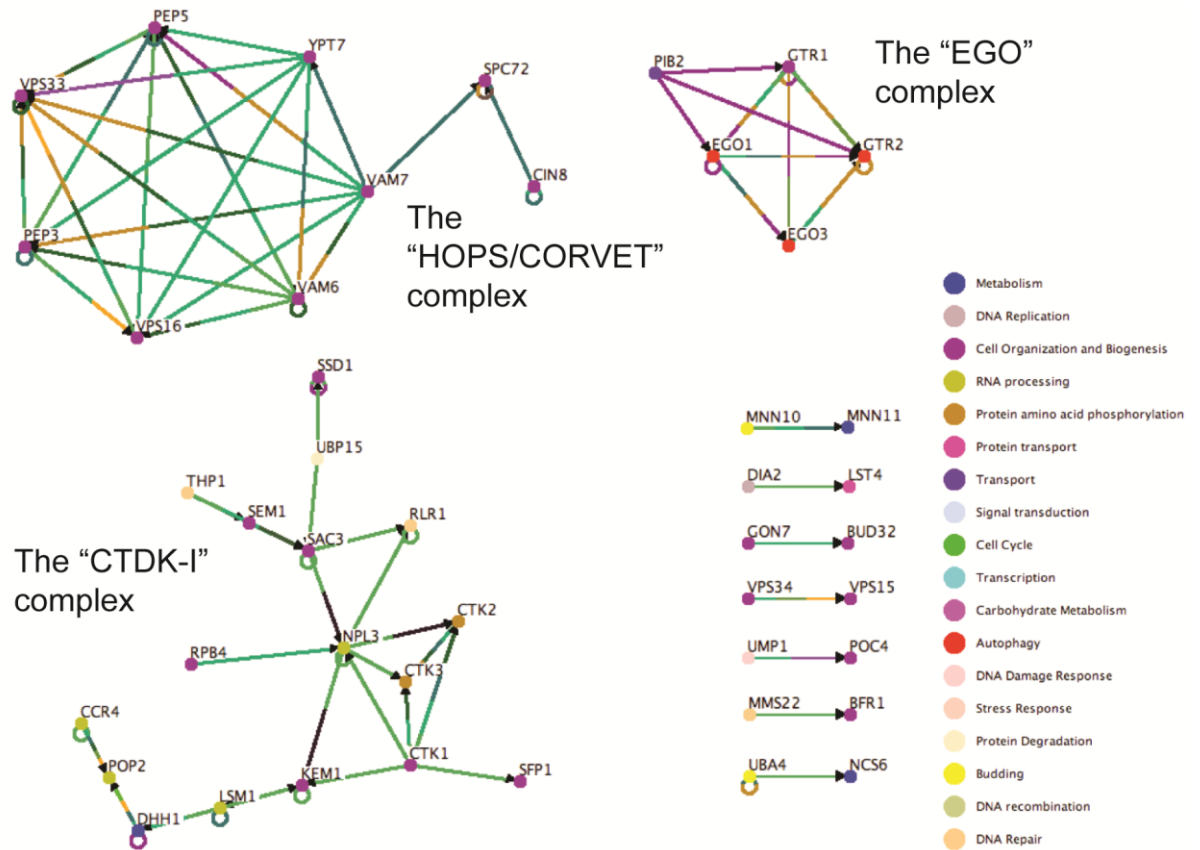 PEP5
YPT7
VPS33
SPC72
VAM7
CIN8
PEP3
VAM6
VPS16
The
“HOPS/CORVET”
complex
PIB2
GTR1
EGO1
GTR2
EGO3
The “EGO”
complex
SSD1
UBP15
THP1
SEM1
RLR1
SAC3
The “CTDK-I”
complex
CTK2
NPL3
RPB4
CTK3
CCR4
CTK1
POP2
KEM1
SFP1
LSM1
DHH1
MNN10
MNN11
DIA2
LST4
GON7
BUD32
VPS34
VPS15
UMP1
POC4
MMS22
BFR1
UBA4
NCS6
Metabolism
DNA Replication
Cell Organization and Biogenesis
RNA processing
Protein amino acid phosphorylation
Protein transport
Transport
Signal transduction
Cell Cycle
Transcription
Carbohydrate Metabolism
Autophagy
DNA Damage Response
Stress Response
Protein Degradation
Budding
DNA recombination
DNA Repair